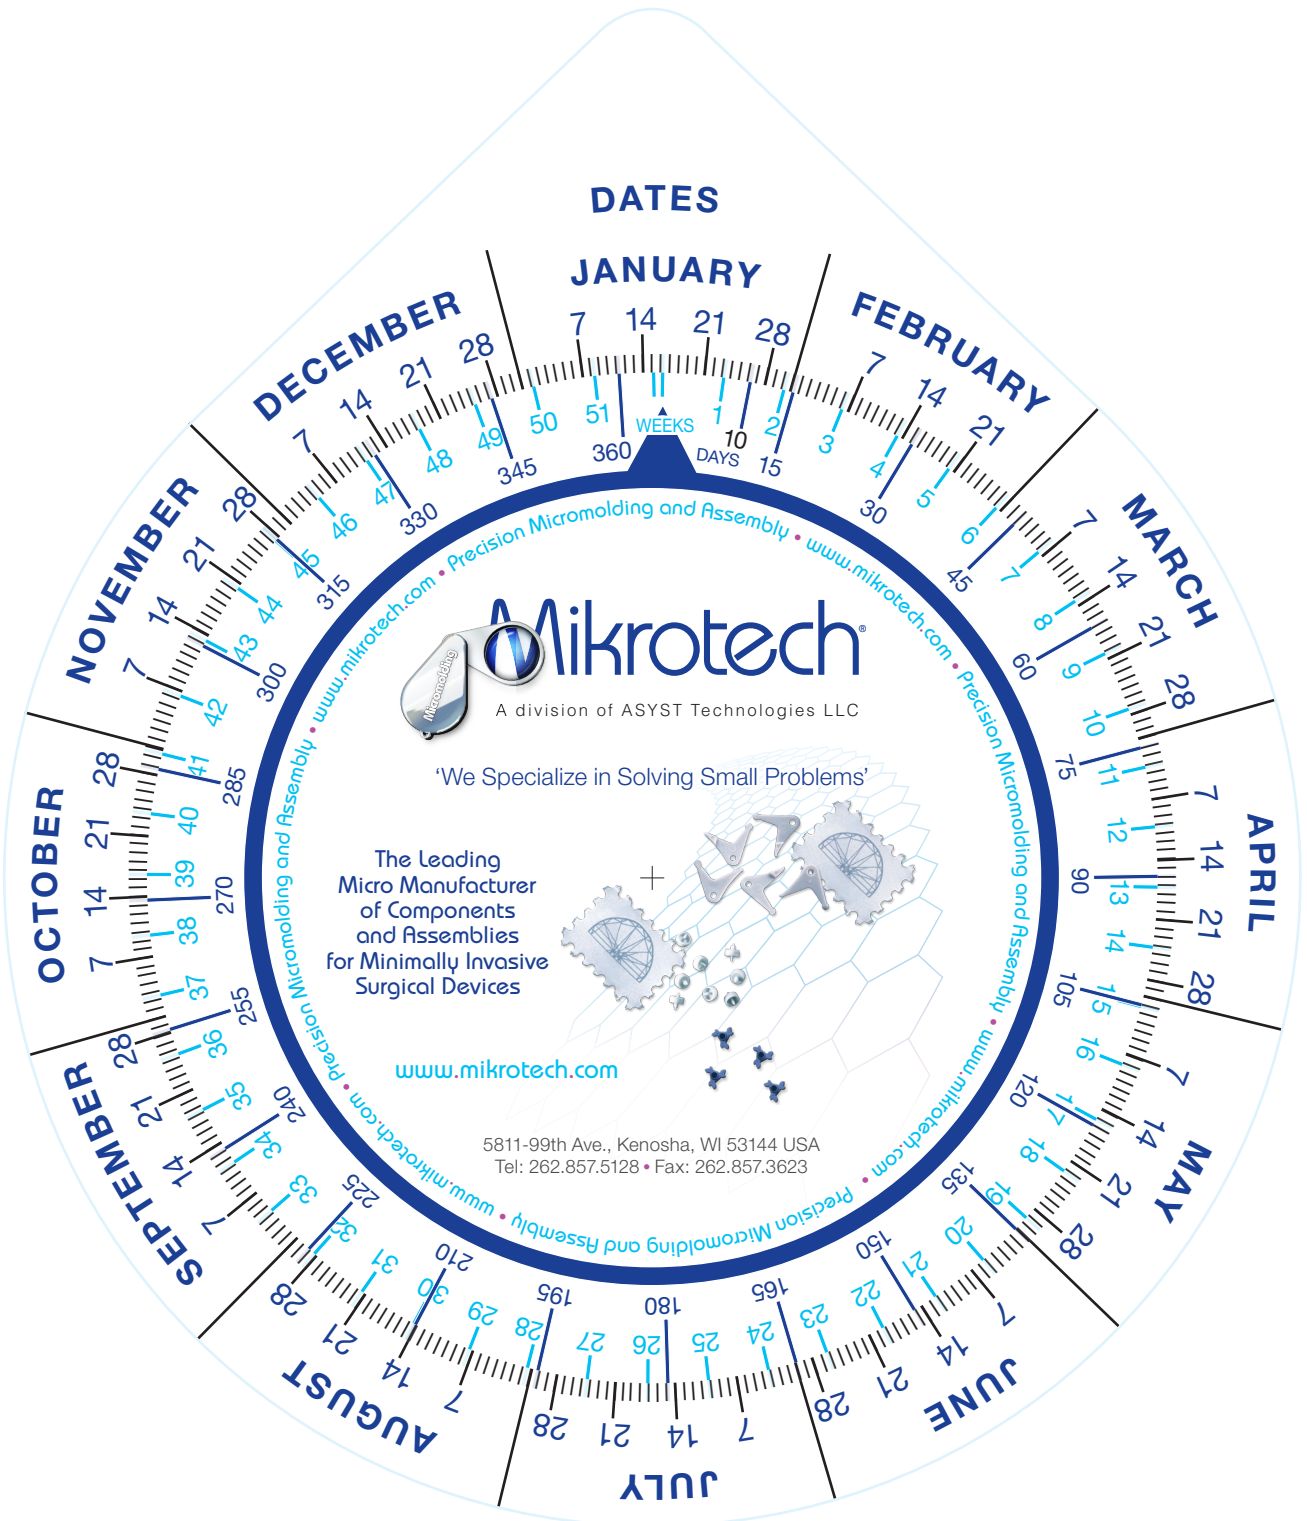 DATES
JANUARY
7 14 21 28
FEBRUARY
7 14 21
MARCH
7 14 21 28
APRIL
7 14 21 28
MAY
7 14 21 28
JUNE
7 14 21 28
JULY
7 14 21 28
AUGUST
7 14 21 28
SEPTEMBER
7 14 21 28
OCTOBER
7 14 21 28
NOVEMBER
7 14 21 28
DECEMBER
7 14 21 28
WEEKS
1 2 3 4 5 6 7 8 9 10 11 12 13 14 15 16 17 18 19 20 21 22 23 24 25 26 27 28 29 30 31 32 33 34 35 36 37 38 39 40 41 42 43 44 45 46 47 48 49 50 51
DAYS
10 15 30 45 60 75 90 105 120 135 150 165 180 195 210 225 240 255 270 285 300 315 330 345 360
Precision Micromolding and Assembly • www.mikrotech.com • Precision Micromolding and Assembly • www.mikrotech.com • Precision Micromolding and Assembly • www.mikrotech.com • Precision Micromolding and Assembly • www.mikrotech.com •
Mikrotech®
Micromolding
A division of ASYST Technologies LLC
‘We Specialize in Solving Small Problems’
The Leading
Micro Manufacturer
of Components
and Assemblies
for Minimally Invasive
Surgical Devices
www.mikrotech.com
5811-99th Ave., Kenosha, WI 53144 USA
Tel: 262.857.5128 • Fax: 262.857.3623